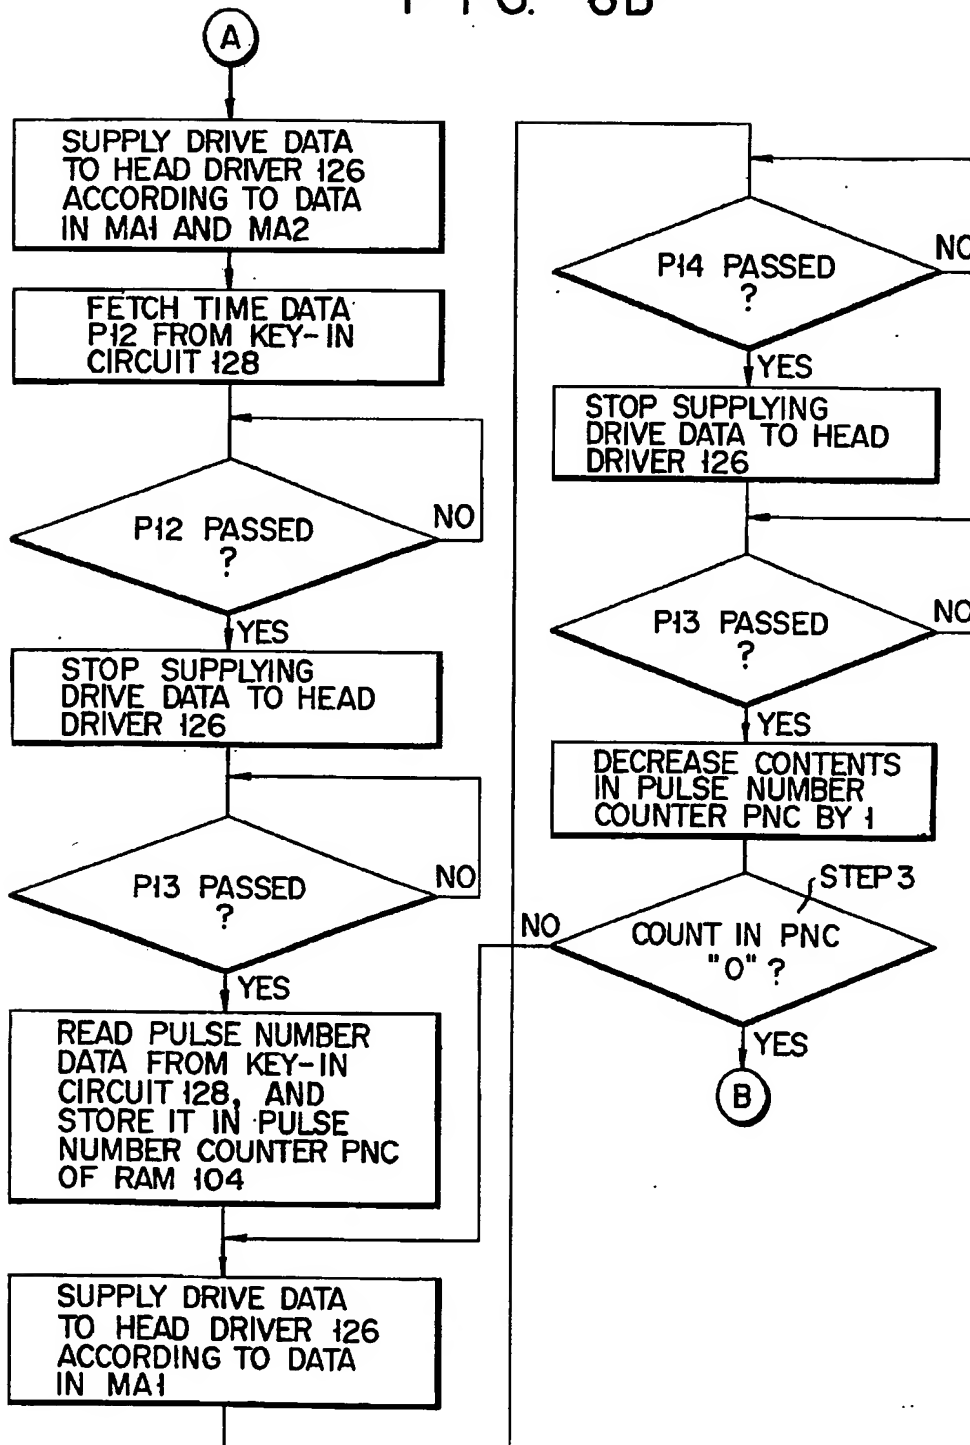 FIG. 8B
A
SUPPLY DRIVE DATA
TO HEAD DRIVER 126
ACCORDING TO DATA
IN MA1 AND MA2
FETCH TIME DATA
P12 FROM KEY-IN
CIRCUIT 128
P12 PASSED
?
NO
YES
STOP SUPPLYING
DRIVE DATA TO HEAD
DRIVER 126
P13 PASSED
?
NO
YES
READ PULSE NUMBER
DATA FROM KEY-IN
CIRCUIT 128, AND
STORE IT IN PULSE
NUMBER COUNTER PNC
OF RAM 104
SUPPLY DRIVE DATA
TO HEAD DRIVER 126
ACCORDING TO DATA
IN MA1
P14 PASSED
?
NO
YES
STOP SUPPLYING
DRIVE DATA TO HEAD
DRIVER 126
P13 PASSED
?
NO
YES
DECREASE CONTENTS
IN PULSE NUMBER
COUNTER PNC BY 1
STEP 3
COUNT IN PNC
"0" ?
NO
YES
B